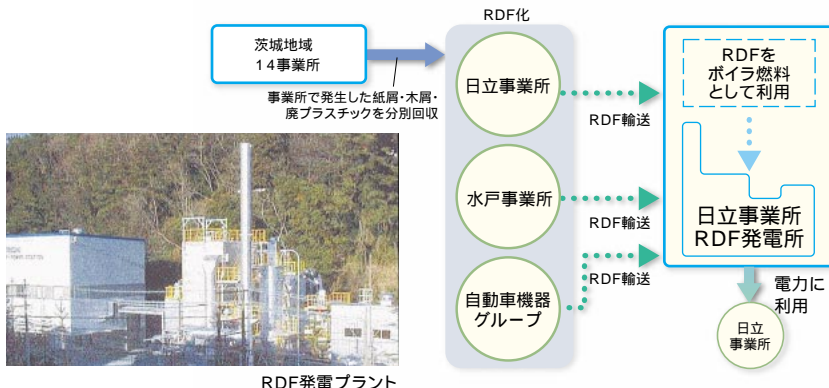 RDF化
茨城地域
14事業所
事業所で発生した紙屑・木屑・
廃プラスチックを分別回収
日立事業所
水戸事業所
自動車機器
グループ
RDF輸送
RDF輸送
RDF輸送
RDFを
ボイラ燃料
として利用
日立事業所
RDF発電所
電力に
利用
日立
事業所
RDF発電プラント